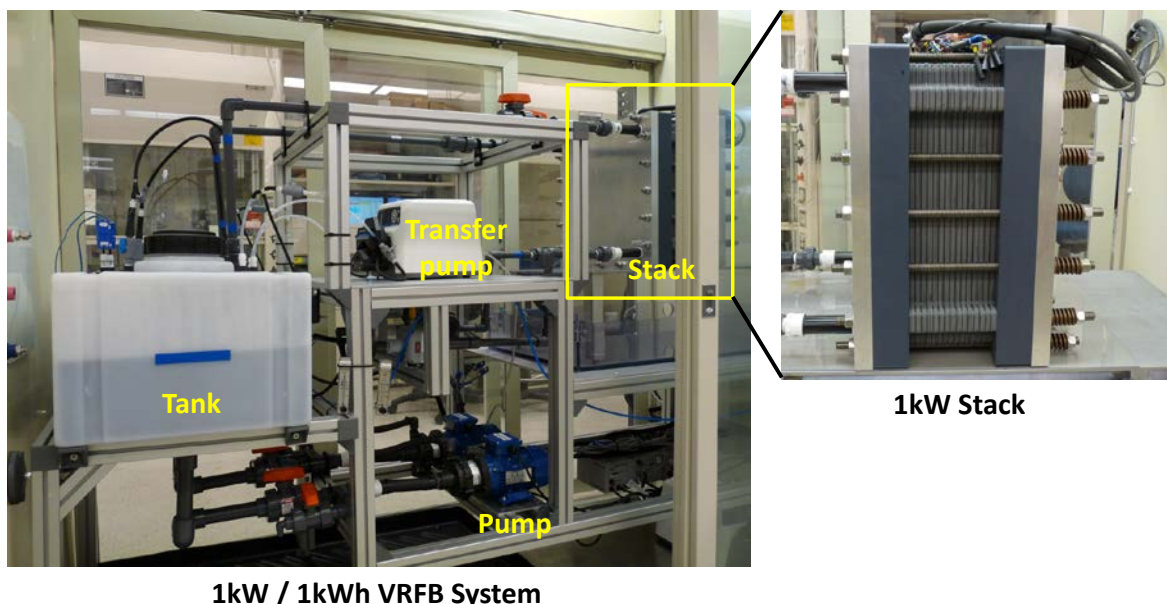 Transfer
pump
Stack
Tank
Pump
1kW Stack
1kW / 1kWh VRFB System